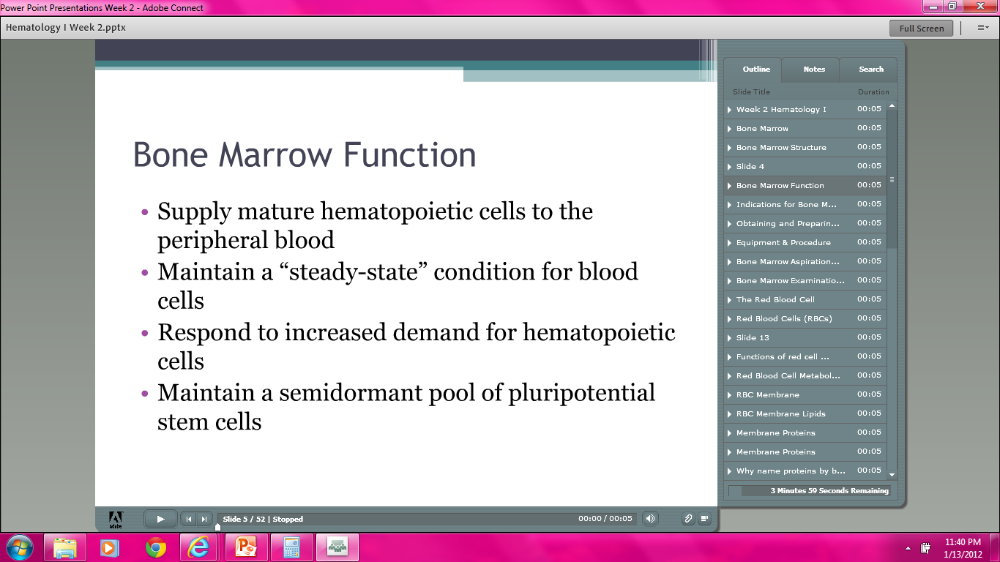 Power Point Presentations Week 2 - Adobe Connect
Hematology I Week 2.pptx
Full Screen
Bone Marrow Function
• Supply mature hematopoietic cells to the
peripheral blood
• Maintain a “steady-state” condition for blood
cells
• Respond to increased demand for hematopoietic
cells
• Maintain a semidormant pool of pluripotential
stem cells
Outline Notes Search
Slide Title Duration
Week 2 Hematology I 00:05
Bone Marrow 00:05
Bone Marrow Structure 00:05
Slide 4 00:05
Bone Marrow Function 00:05
Indications for Bone M... 00:05
Obtaining and Preparin... 00:05
Equipment & Procedure 00:05
Bone Marrow Aspiration... 00:05
Bone Marrow Examinatio... 00:05
The Red Blood Cell 00:05
Red Blood Cells (RBCs) 00:05
Slide 13 00:05
Functions of red cell ... 00:05
Red Blood Cell Metabol... 00:05
RBC Membrane 00:05
RBC Membrane Lipids 00:05
Membrane Proteins 00:05
Membrane Proteins 00:05
Why name proteins by b... 00:05
3 Minutes 59 Seconds Remaining
Adobe
Slide 5 / 52 | Stopped 00:00 / 00:05
11:40 PM
1/13/2012